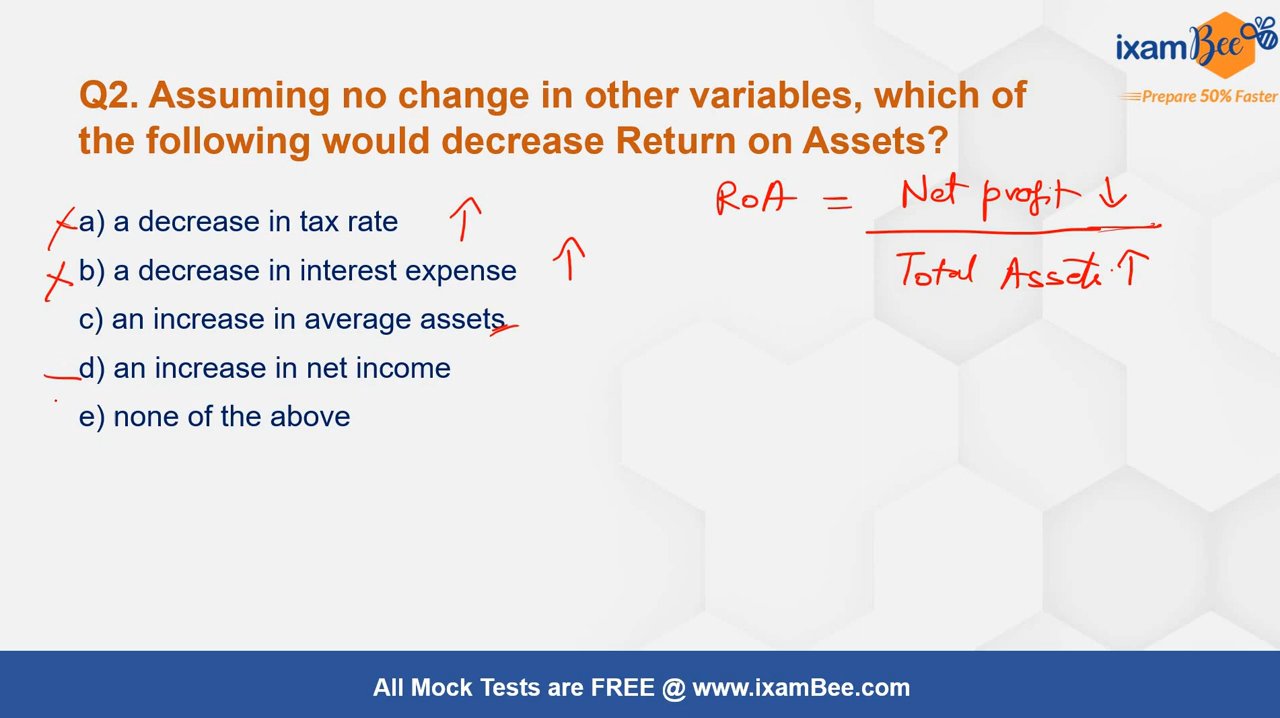 ixamBee
Prepare 50% Faster
Q2. Assuming no change in other variables, which of
the following would decrease Return on Assets?
a) a decrease in tax rate ↑
b) a decrease in interest expense ↑
c) an increase in average assets
d) an increase in net income
e) none of the above
RoA = Net profit ↓
Total Assets ↑
All Mock Tests are FREE @ www.ixamBee.com